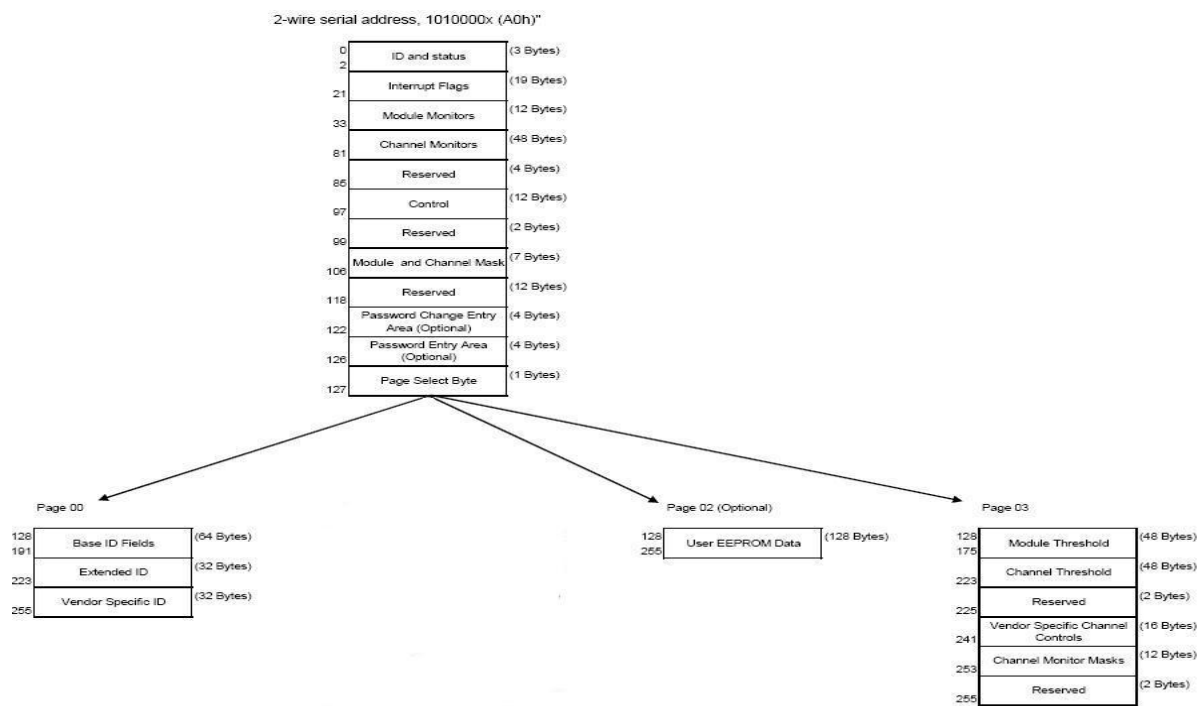 2-wire serial address, 1010000x (A0h)"
0
2
ID and status
(3 Bytes)
21
Interrupt Flags
(19 Bytes)
33
Module Monitors
(12 Bytes)
81
Channel Monitors
(48 Bytes)
85
Reserved
(4 Bytes)
97
Control
(12 Bytes)
99
Reserved
(2 Bytes)
106
Module and Channel Mask
(7 Bytes)
118
Reserved
(12 Bytes)
122
Password Change Entry
Area (Optional)
(4 Bytes)
126
Password Entry Area
(Optional)
(4 Bytes)
127
Page Select Byte
(1 Bytes)
Page 00
128
191
Base ID Fields
(64 Bytes)
223
Extended ID
(32 Bytes)
255
Vendor Specific ID
(32 Bytes)
Page 02 (Optional)
128
255
User EEPROM Data
(128 Bytes)
Page 03
128
175
Module Threshold
(48 Bytes)
223
Channel Threshold
(48 Bytes)
225
Reserved
(2 Bytes)
241
Vendor Specific Channel
Controls
(16 Bytes)
253
Channel Monitor Masks
(12 Bytes)
255
Reserved
(2 Bytes)